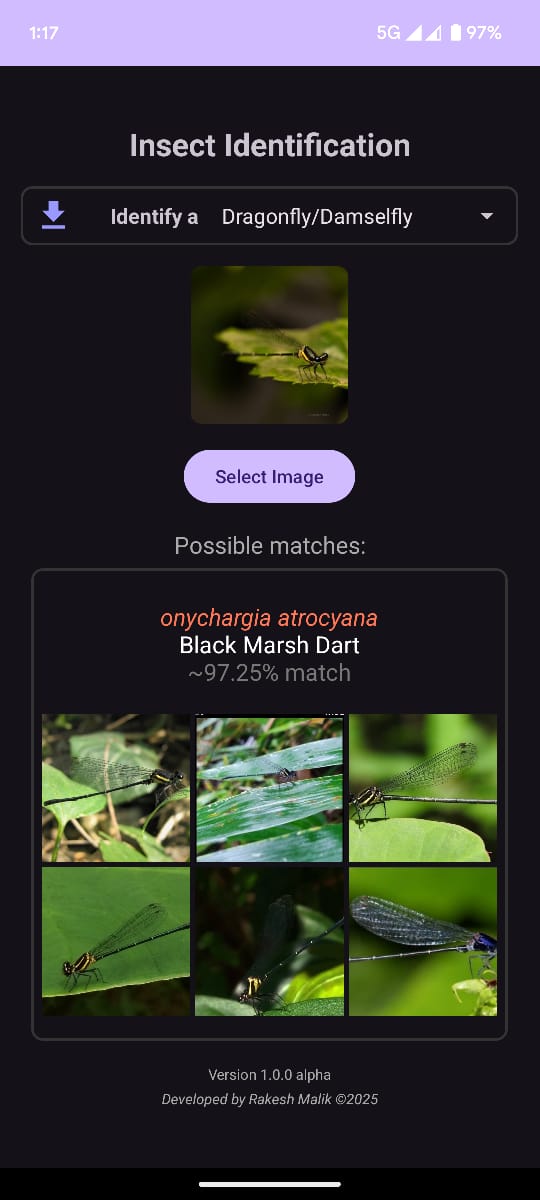 1:17
5G 97%
Insect Identification
Identify a Dragonfly/Damselfly
Select Image
Possible matches:
onychargia atrocyana
Black Marsh Dart
~97.25% match
Version 1.0.0 alpha
Developed by Rakesh Malik ©2025